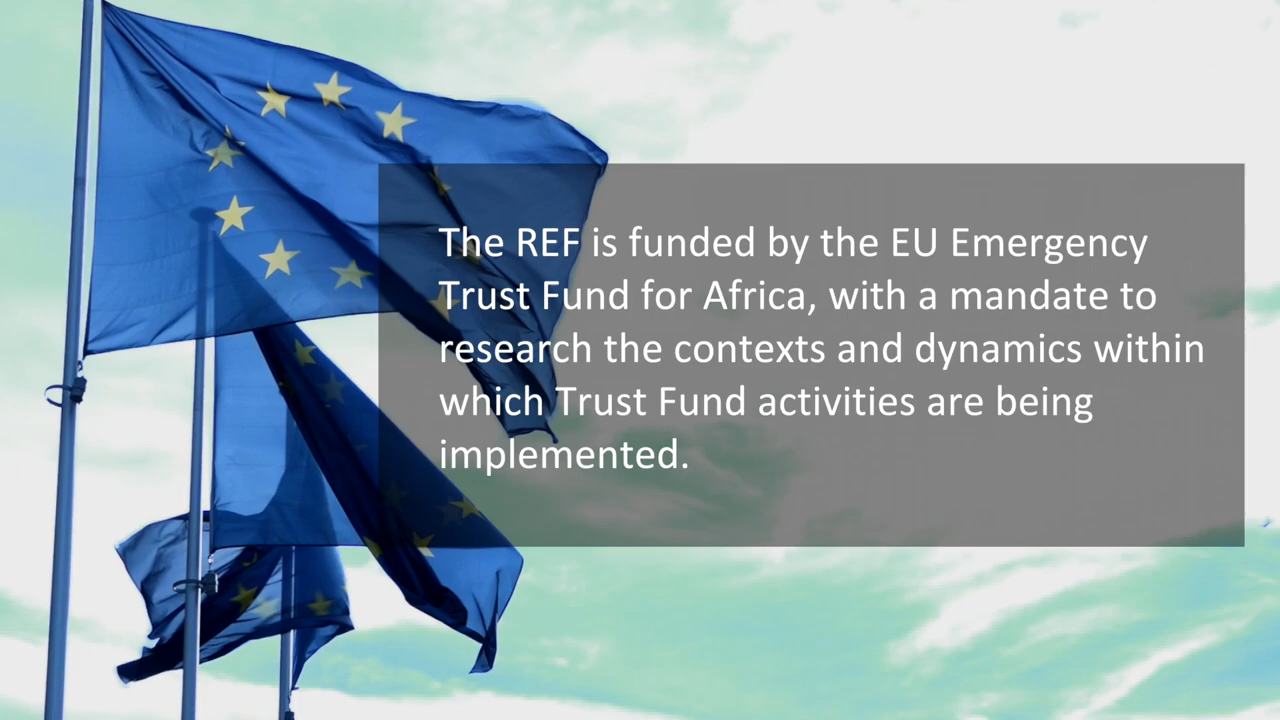 The REF is funded by the EU Emergency
Trust Fund for Africa, with a mandate to
research the contexts and dynamics within
which Trust Fund activities are being
implemented.